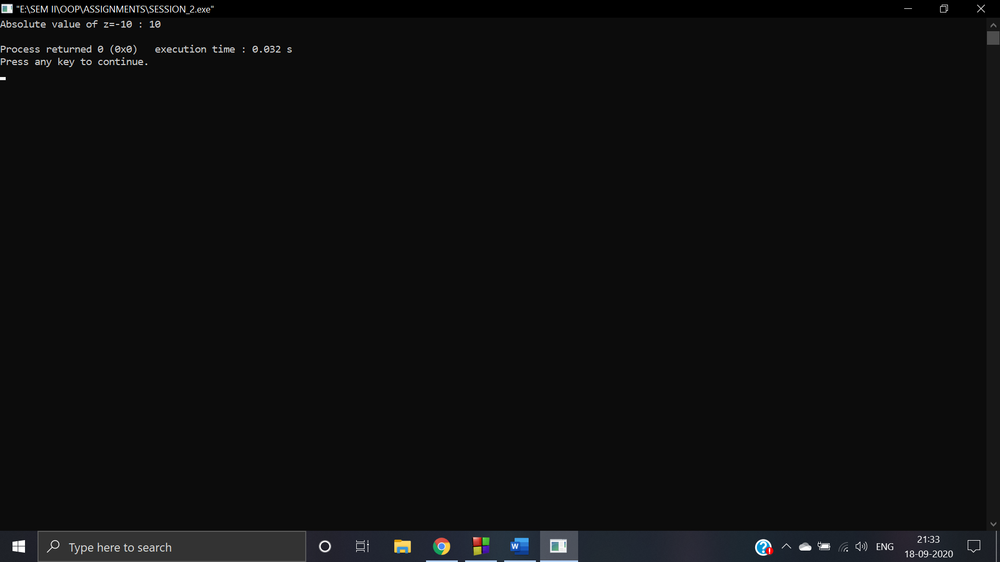 "E:\SEM II\OOP\ASSIGNMENTS\SESSION_2.exe"
Absolute value of z=-10 : 10
Process returned 0 (0x0)   execution time : 0.032 s
Press any key to continue.
Type here to search
W
?
!
ENG
21:33
18-09-2020